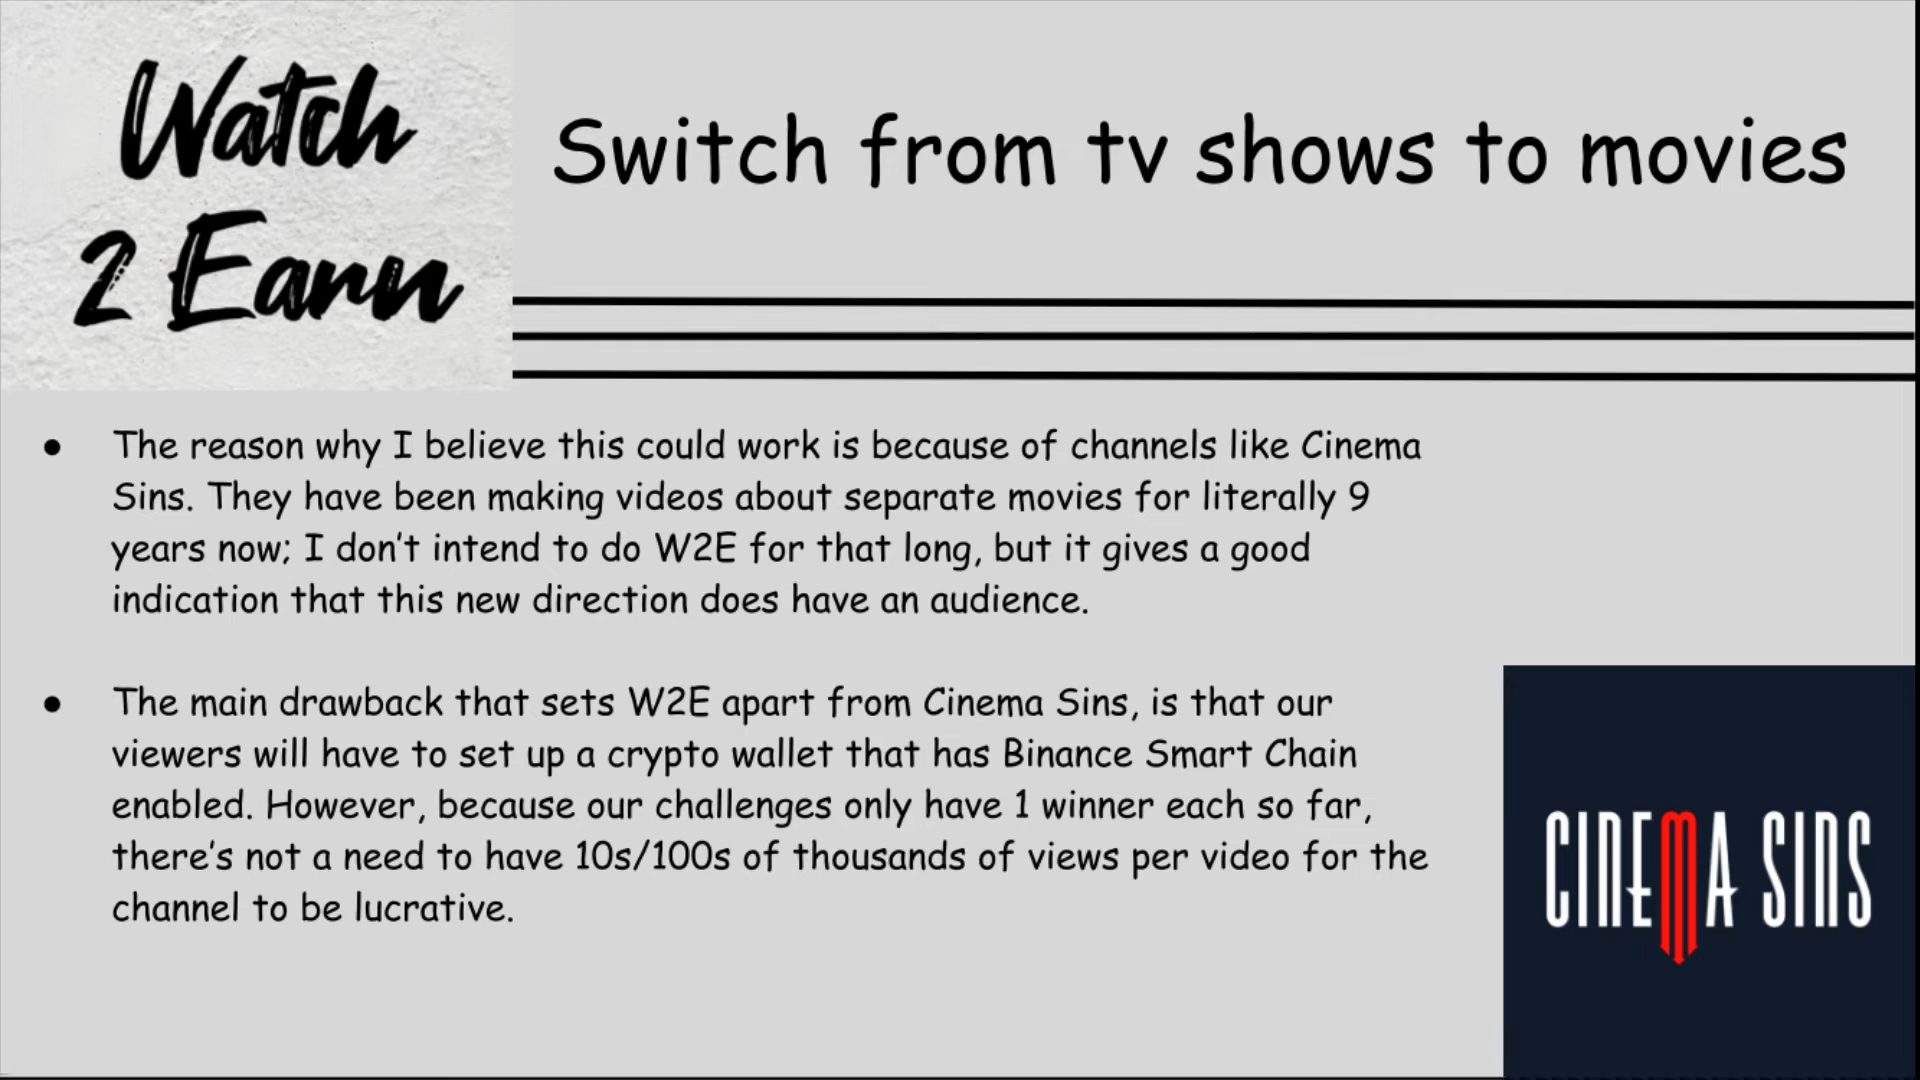 Watch
2 Earn
Switch from tv shows to movies
● The reason why I believe this could work is because of channels like Cinema
Sins. They have been making videos about separate movies for literally 9
years now; I don't intend to do W2E for that long, but it gives a good
indication that this new direction does have an audience.
● The main drawback that sets W2E apart from Cinema Sins, is that our
viewers will have to set up a crypto wallet that has Binance Smart Chain
enabled. However, because our challenges only have 1 winner each so far,
there's not a need to have 10s/100s of thousands of views per video for the
channel to be lucrative.
CINEMA SINS